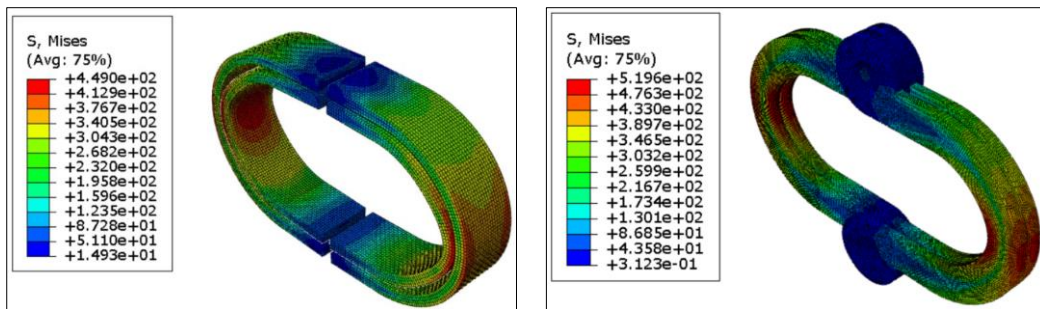 S, Mises
(Avg: 75%)
+4.490e+02
+4.129e+02
+3.767e+02
+3.405e+02
+3.043e+02
+2.682e+02
+2.320e+02
+1.958e+02
+1.596e+02
+1.235e+02
+8.728e+01
+5.110e+01
+1.493e+01
S, Mises
(Avg: 75%)
+5.196e+02
+4.763e+02
+4.330e+02
+3.897e+02
+3.465e+02
+3.032e+02
+2.599e+02
+2.167e+02
+1.734e+02
+1.301e+02
+8.685e+01
+4.358e+01
+3.123e-01